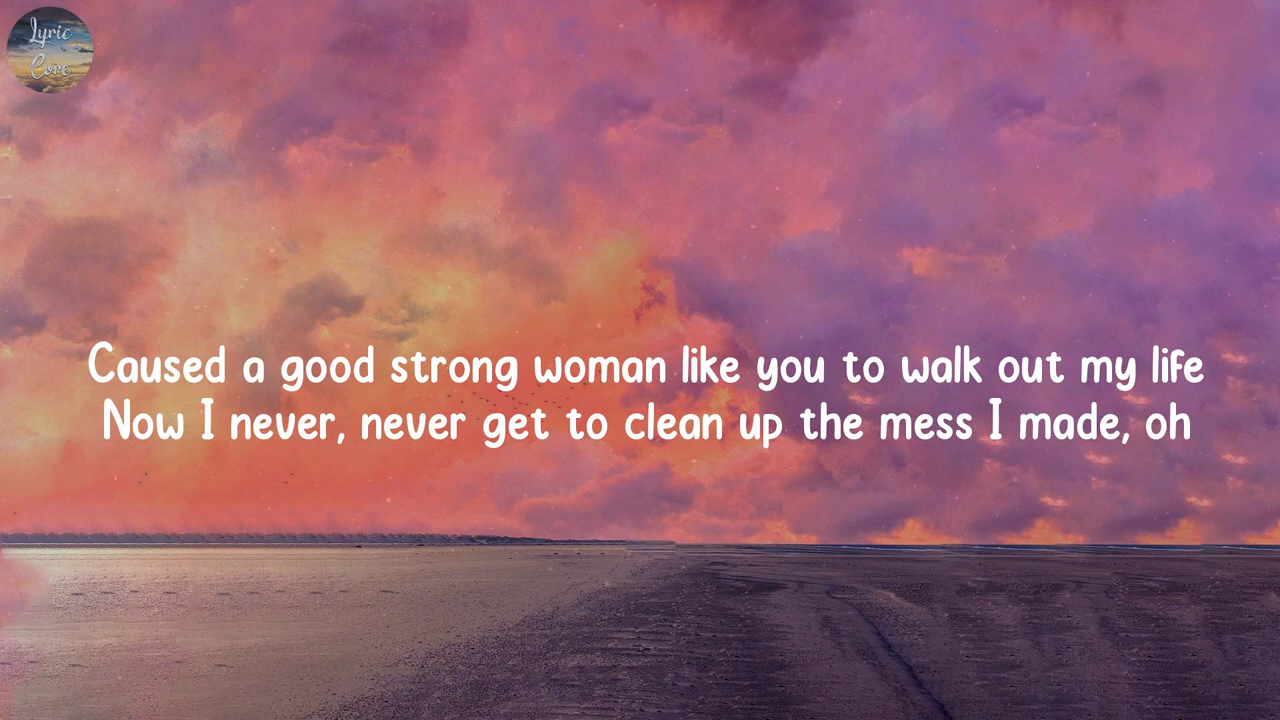 Lyric
Core
Caused a good strong woman like you to walk out my life
Now I never, never get to clean up the mess I made, oh